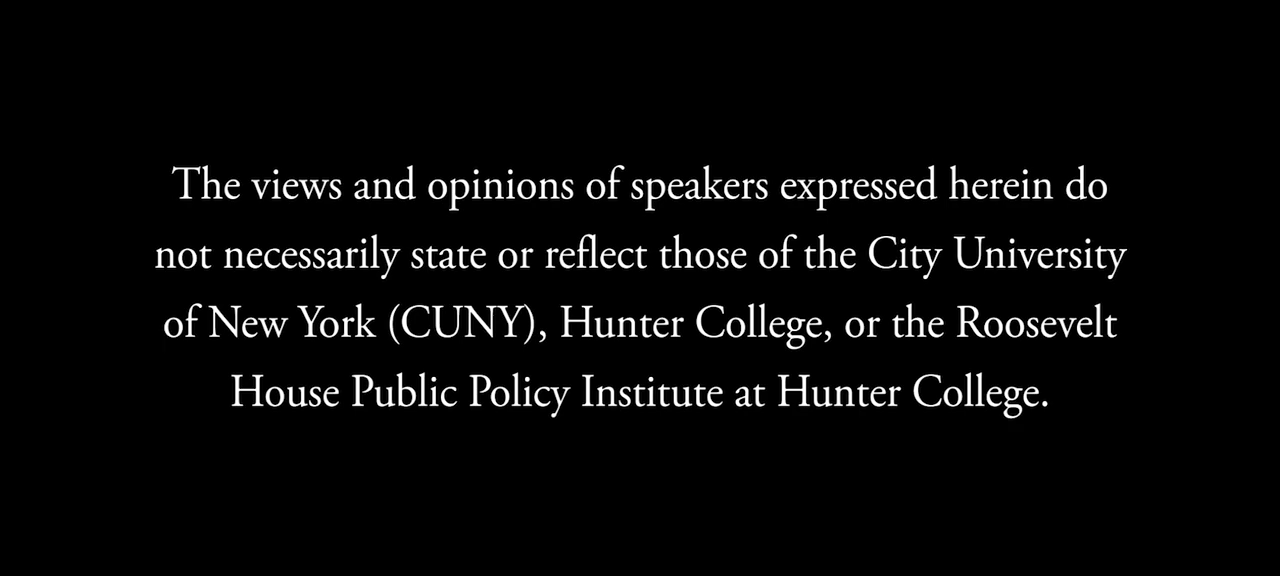 The views and opinions of speakers expressed herein do
not necessarily state or reflect those of the City University
of New York (CUNY), Hunter College, or the Roosevelt
House Public Policy Institute at Hunter College.